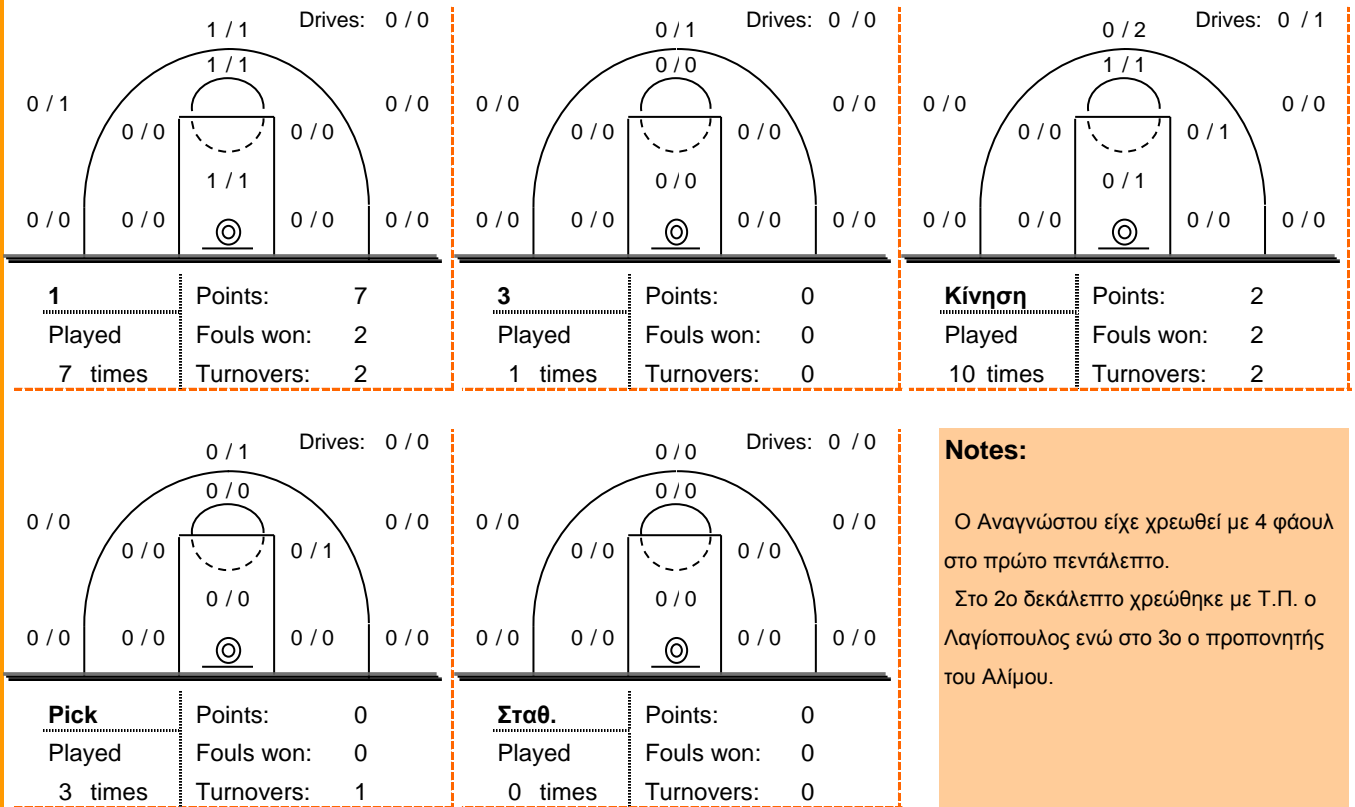 Drives: 0 / 0
1 / 1
1 / 1
0 / 1
0 / 0
0 / 0
0 / 0
1 / 1
0 / 0
0 / 0
0 / 0
0 / 0
1
Points: 7
Played
Fouls won: 2
7 times
Turnovers: 2
Drives: 0 / 0
0 / 1
0 / 0
0 / 0
0 / 0
0 / 0
0 / 0
0 / 0
0 / 0
0 / 0
0 / 0
0 / 0
3
Points: 0
Played
Fouls won: 0
1 times
Turnovers: 0
Drives: 0 / 1
0 / 2
1 / 1
0 / 0
0 / 0
0 / 0
0 / 1
0 / 1
0 / 0
0 / 0
0 / 0
0 / 0
Κίνηση
Points: 2
Played
Fouls won: 2
10 times
Turnovers: 2
Drives: 0 / 0
0 / 1
0 / 0
0 / 0
0 / 0
0 / 0
0 / 1
0 / 0
0 / 0
0 / 0
0 / 0
0 / 0
Pick
Points: 0
Played
Fouls won: 0
3 times
Turnovers: 1
Drives: 0 / 0
0 / 0
0 / 0
0 / 0
0 / 0
0 / 0
0 / 0
0 / 0
0 / 0
0 / 0
0 / 0
0 / 0
Σταθ.
Points: 0
Played
Fouls won: 0
0 times
Turnovers: 0
Notes:
Ο Αναγνώστου είχε χρεωθεί με 4 φάουλ
στο πρώτο πεντάλεπτο.
Στο 2ο δεκάλεπτο χρεώθηκε με Τ.Π. ο
Λαγίοπουλος ενώ στο 3ο ο προπονητής
του Αλίμου.